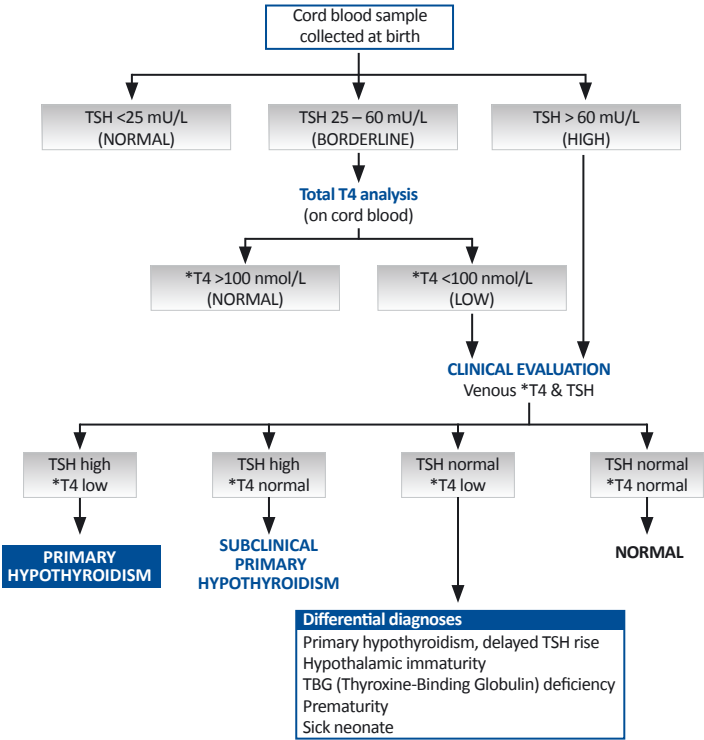 Cord blood sample
collected at birth
TSH <25 mU/L
(NORMAL)
TSH 25 – 60 mU/L
(BORDERLINE)
TSH > 60 mU/L
(HIGH)
Total T4 analysis
(on cord blood)
*T4 >100 nmol/L
(NORMAL)
*T4 <100 nmol/L
(LOW)
CLINICAL EVALUATION
Venous *T4 & TSH
TSH high
*T4 low
TSH high
*T4 normal
TSH normal
*T4 low
TSH normal
*T4 normal
PRIMARY
HYPOTHYROIDISM
SUBCLINICAL
PRIMARY
HYPOTHYROIDISM
NORMAL
Differential diagnoses
Primary hypothyroidism, delayed TSH rise
Hypothalamic immaturity
TBG (Thyroxine-Binding Globulin) deficiency
Prematurity
Sick neonate